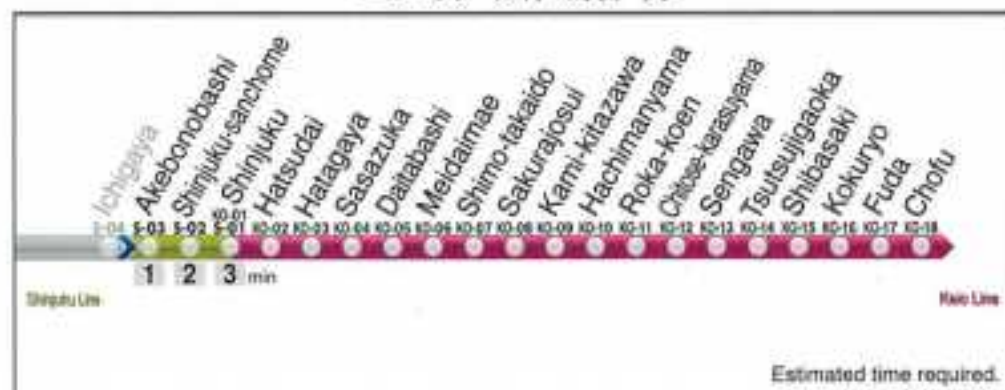 Ichigaya
Akebonobashi
Shinjuku-sanchome
Shinjuku
Hatsudai
Hatagaya
Sasazuka
Daitabashi
Meidaimae
Shimo-takaido
Sakurajosui
Kami-kitazawa
Hachimanyama
Roka-koen
Chitose-karasuyama
Sengawa
Tsutsujigaoka
Shibasaki
Kokuryo
Fuda
Chofu
KO-01
S-04 S-03 S-02 S-01 KO-02 KO-03 KO-04 KO-05 KO-06 KO-07 KO-08 KO-09 KO-10 KO-11 KO-12 KO-13 KO-14 KO-15 KO-16 KO-17 KO-18
1 2 3 min
Shinjuku Line Keio Line
Estimated time required.